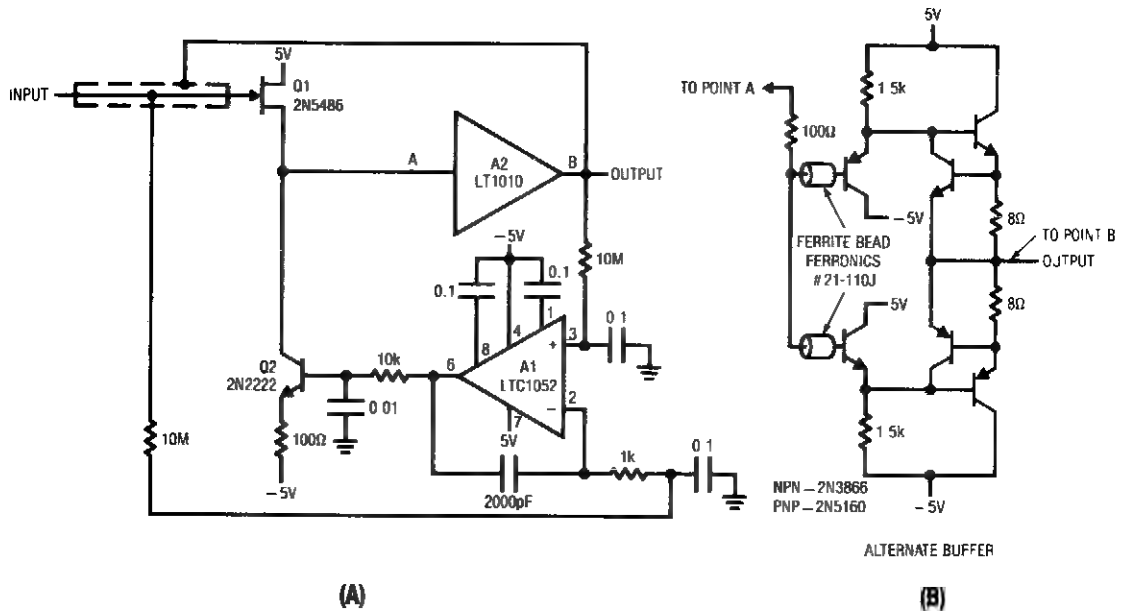 5V
INPUT
Q1
2N5486
A
A2
LT1010
B
OUTPUT
-5V
10M
0.1
0.1
8
4
1
3
0 1
+
6
A1
LTC1052
-
2
7
5V
10k
Q2
2N2222
0 01
100Ω
-5V
10M
2000pF
1k
0 1
(A)
5V
TO POINT A
1 5k
100Ω
-5V
8Ω
FERRITE BEAD
FERRONICS
#21-110J
TO POINT B
OUTPUT
5V
8Ω
1 5k
NPN – 2N3866
PNP – 2N5160
-5V
ALTERNATE BUFFER
(B)